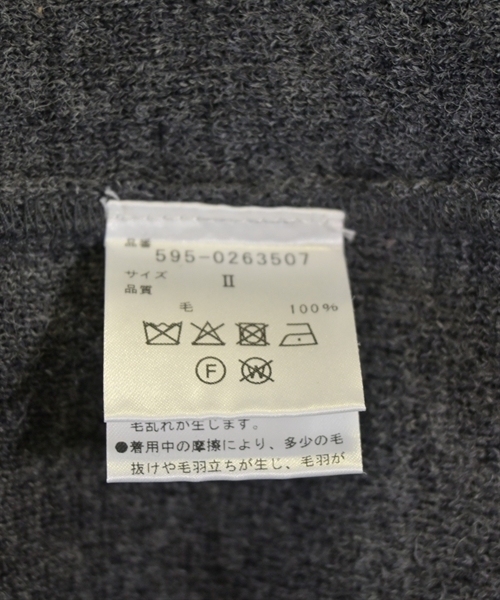 品番 595-0263507
サイズ II
品質
毛 100%
F W
毛乱れが生じます。
●着用中の摩擦により、多少の毛
抜けや毛羽立ちが生じ、毛羽が